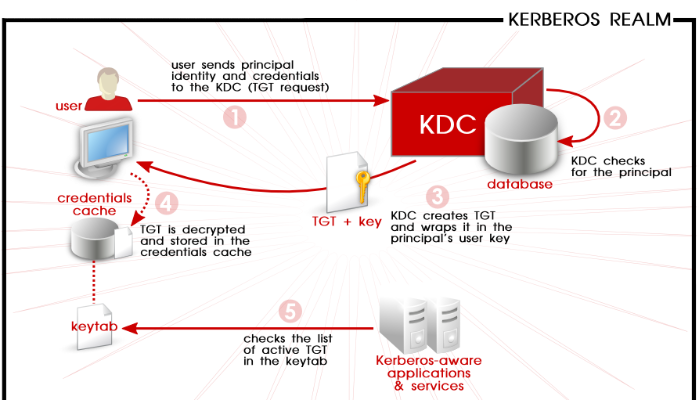 KERBEROS REALM
user sends principal
identity and credentials
to the KDC (TGT request)
user
1
KDC
2
database
KDC checks
for the principal
credentials
cache
4
TGT is decrypted
and stored in the
credentials cache
TGT + key
3
KDC creates TGT
and wraps it in the
principal's user key
keytab
5
checks the list
of active TGT
in the keytab
Kerberos-aware
applications
& services